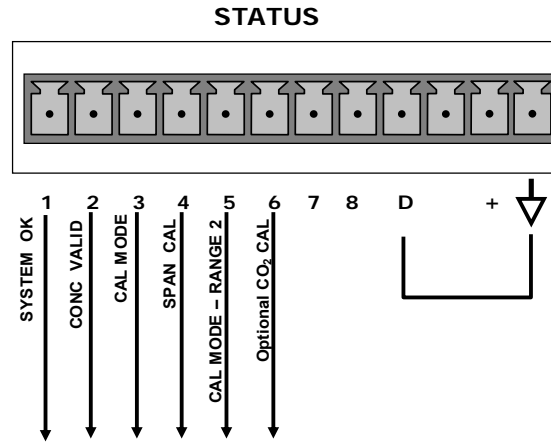 STATUS
1 2 3 4 5 6 7 8 D +
SYSTEM OK
CONC VALID
CAL MODE
SPAN CAL
CAL MODE – RANGE 2
Optional CO₂ CAL